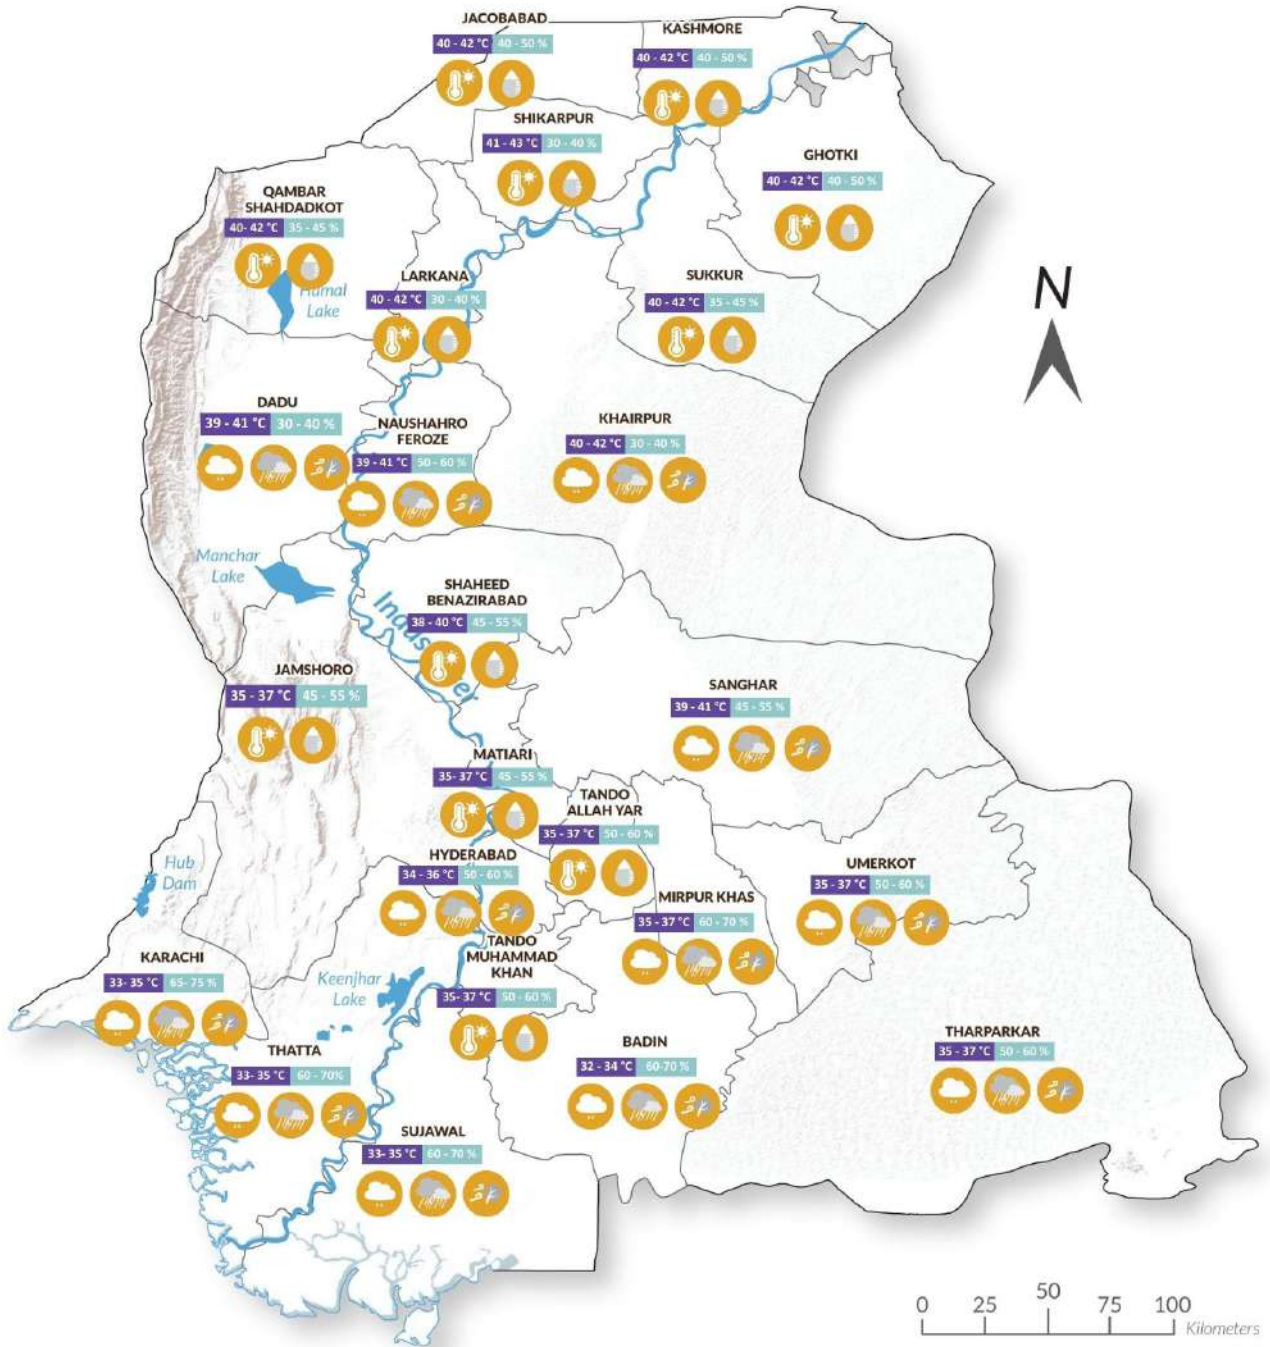 JACOBABAD
40 - 42 °C 40 - 50 %
KASHMORE
40 - 42 °C 40 - 50 %
SHIKARPUR
41 - 43 °C 30 - 40 %
GHOTKI
40 - 42 °C 40 - 50 %
QAMBAR
SHAHDADKOT
40- 42 °C 35 - 45 %
Hamal
Lake
LARKANA
40 - 42 °C 30 - 40 %
SUKKUR
40 - 42 °C 35 - 45 %
N
DADU
39 - 41 °C 30 - 40 %
NAUSHAHRO
FEROZE
39 - 41 °C 50 - 60 %
KHAIRPUR
40 - 42 °C 30 - 40 %
Manchar
Lake
Indus
SHAHEED
BENAZIRABAD
38 - 40 °C 45 - 55 %
JAMSHORO
35 - 37 °C 45 - 55 %
SANGHAR
39 - 41 °C 45 - 55 %
MATIARI
35- 37 °C 45 - 55 %
TANDO
ALLAH YAR
35 - 37 °C 50 - 60 %
Hub
Dam
HYDERABAD
34 - 36 °C 50 - 60 %
UMERKOT
35 - 37 °C 50 - 60 %
MIRPUR KHAS
35 - 37 °C 60 - 70 %
KARACHI
33- 35 °C 65- 75 %
Keenjhar
Lake
TANDO
MUHAMMAD
KHAN
35- 37 °C 50 - 60 %
THATTA
33- 35 °C 60 - 70%
BADIN
32 - 34 °C 60-70 %
THARPARKAR
35 - 37 °C 50 - 60 %
SUJAWAL
33- 35 °C 60 - 70 %
0 25 50 75 100
Kilometers